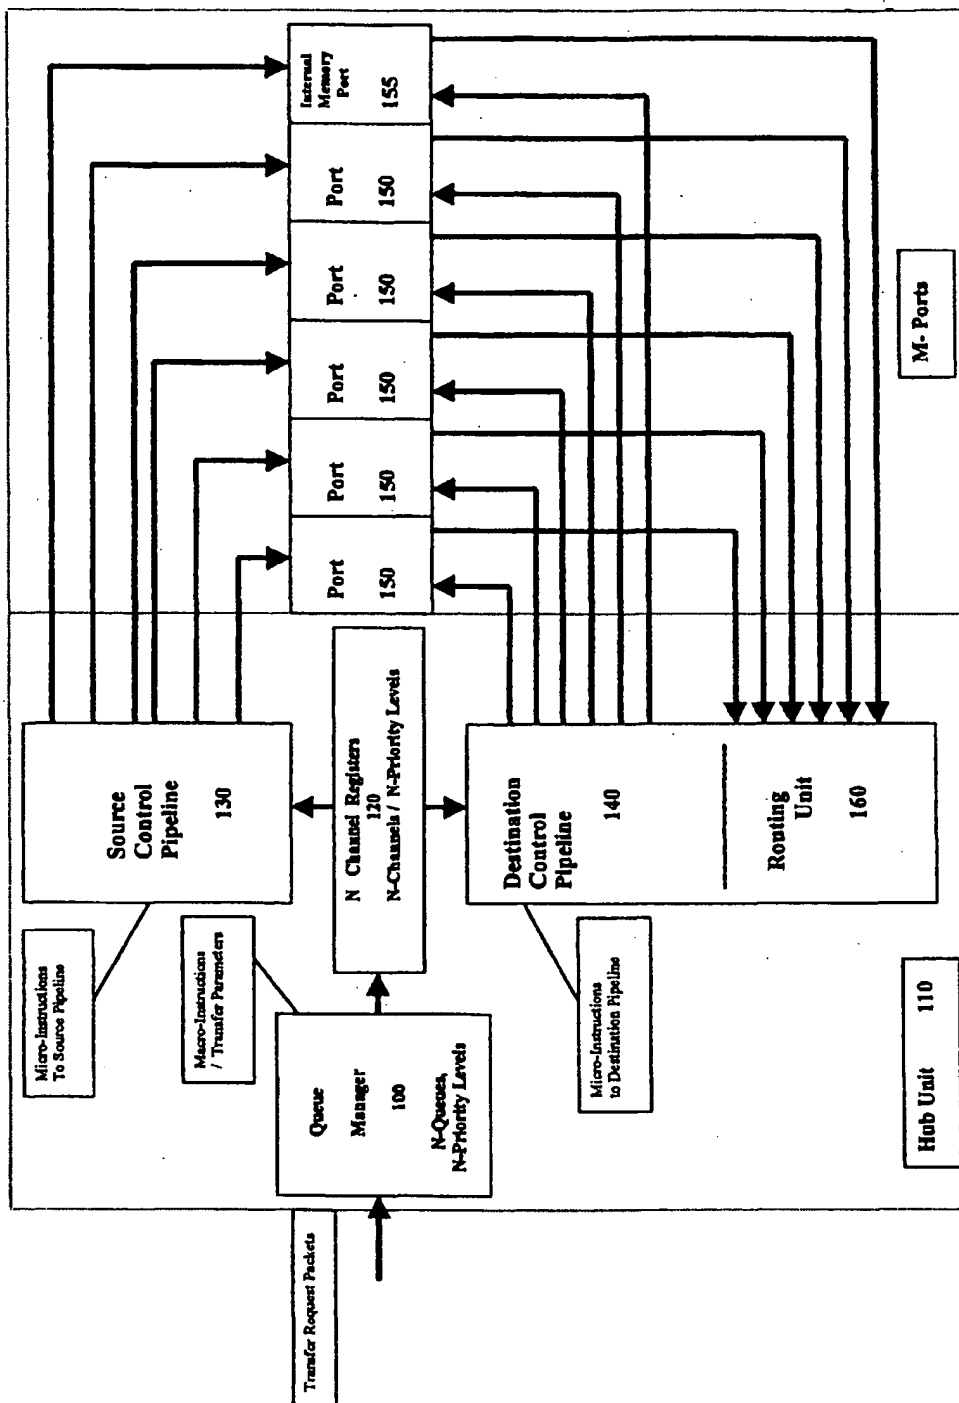 Transfer Request Packets
Queue
Manager
100
N-Queues,
N-Priority Levels
Micro-Instructions
To Source Pipeline
Macro-Instructions
/ Transfer Parameters
Source
Control
Pipeline
130
N Channel Registers
120
N-Channels / N-Priority Levels
Micro-Instructions
to Destination Pipeline
Destination
Control
Pipeline
140
Routing
Unit
160
Hub Unit 110
Port
150
Port
150
Port
150
Port
150
Port
150
Internal
Memory
Port
155
M- Ports